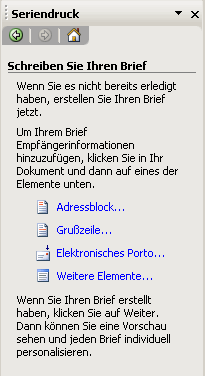 Seriendruck
Schreiben Sie Ihren Brief
Wenn Sie es nicht bereits erledigt
haben, erstellen Sie Ihren Brief
jetzt.
Um Ihrem Brief
Empfängerinformationen
hinzuzufügen, klicken Sie in Ihr
Dokument und dann auf eines der
Elemente unten.
Adressblock...
Grußzeile...
Elektronisches Porto...
Weitere Elemente...
Wenn Sie Ihren Brief erstellt
haben, klicken Sie auf Weiter.
Dann können Sie eine Vorschau
sehen und jeden Brief individuell
personalisieren.